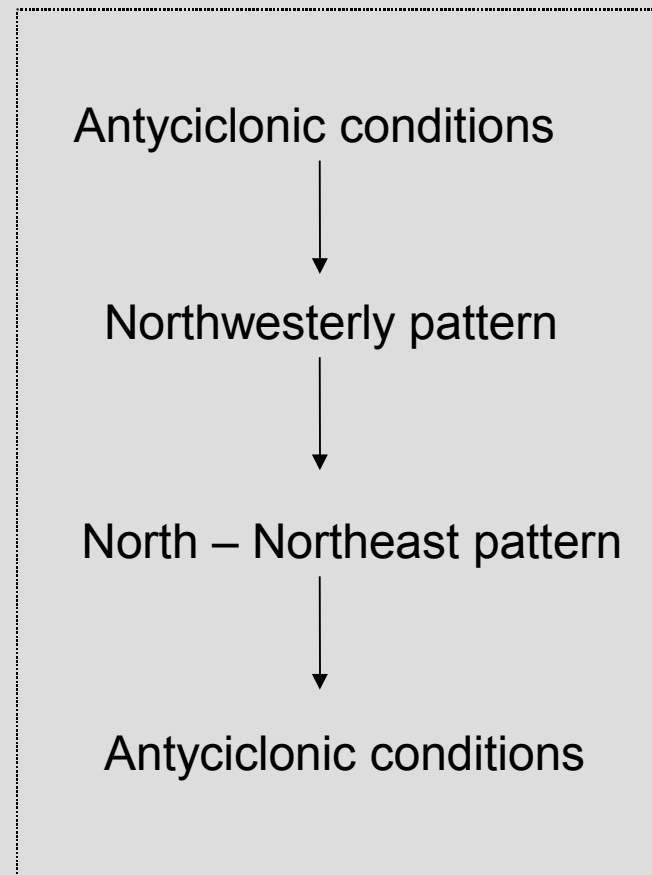 Antyciclonic conditions
Northwesterly pattern
North – Northeast pattern
Antyciclonic conditions